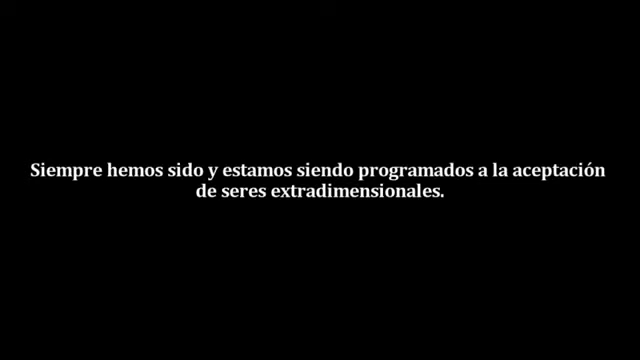 Siempre hemos sido y estamos siendo programados a la aceptación
de seres extradimensionales.